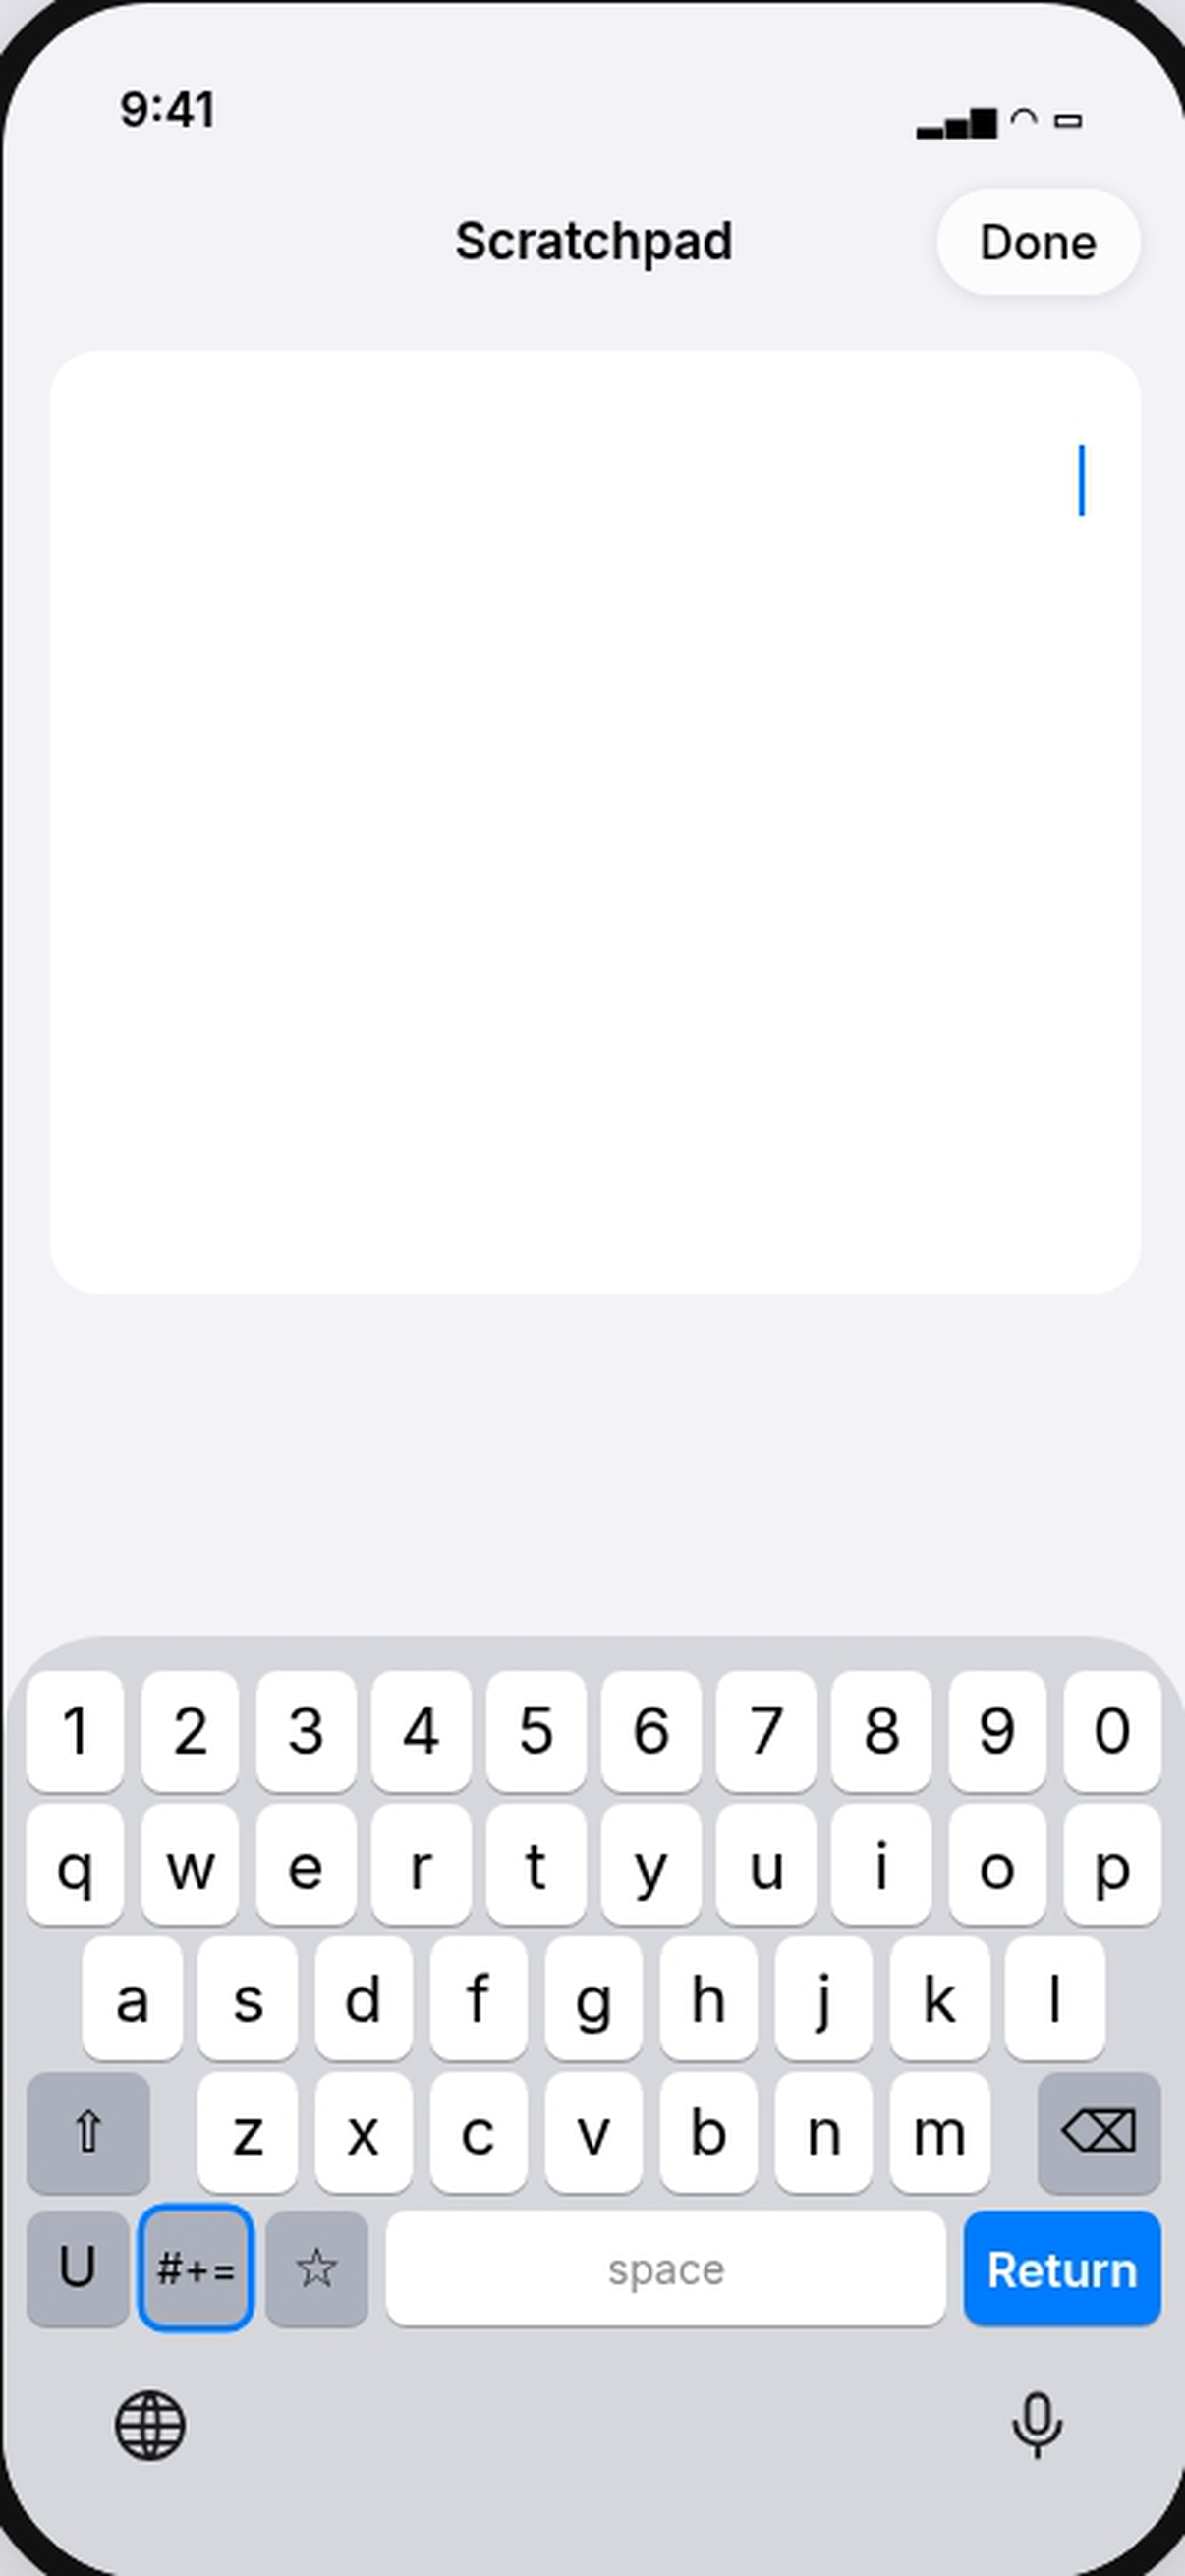 9:41
Scratchpad Done
1 2 3 4 5 6 7 8 9 0
q w e r t y u i o p
a s d f g h j k l
⇧ z x c v b n m ⌫
U #+= ☆ space Return